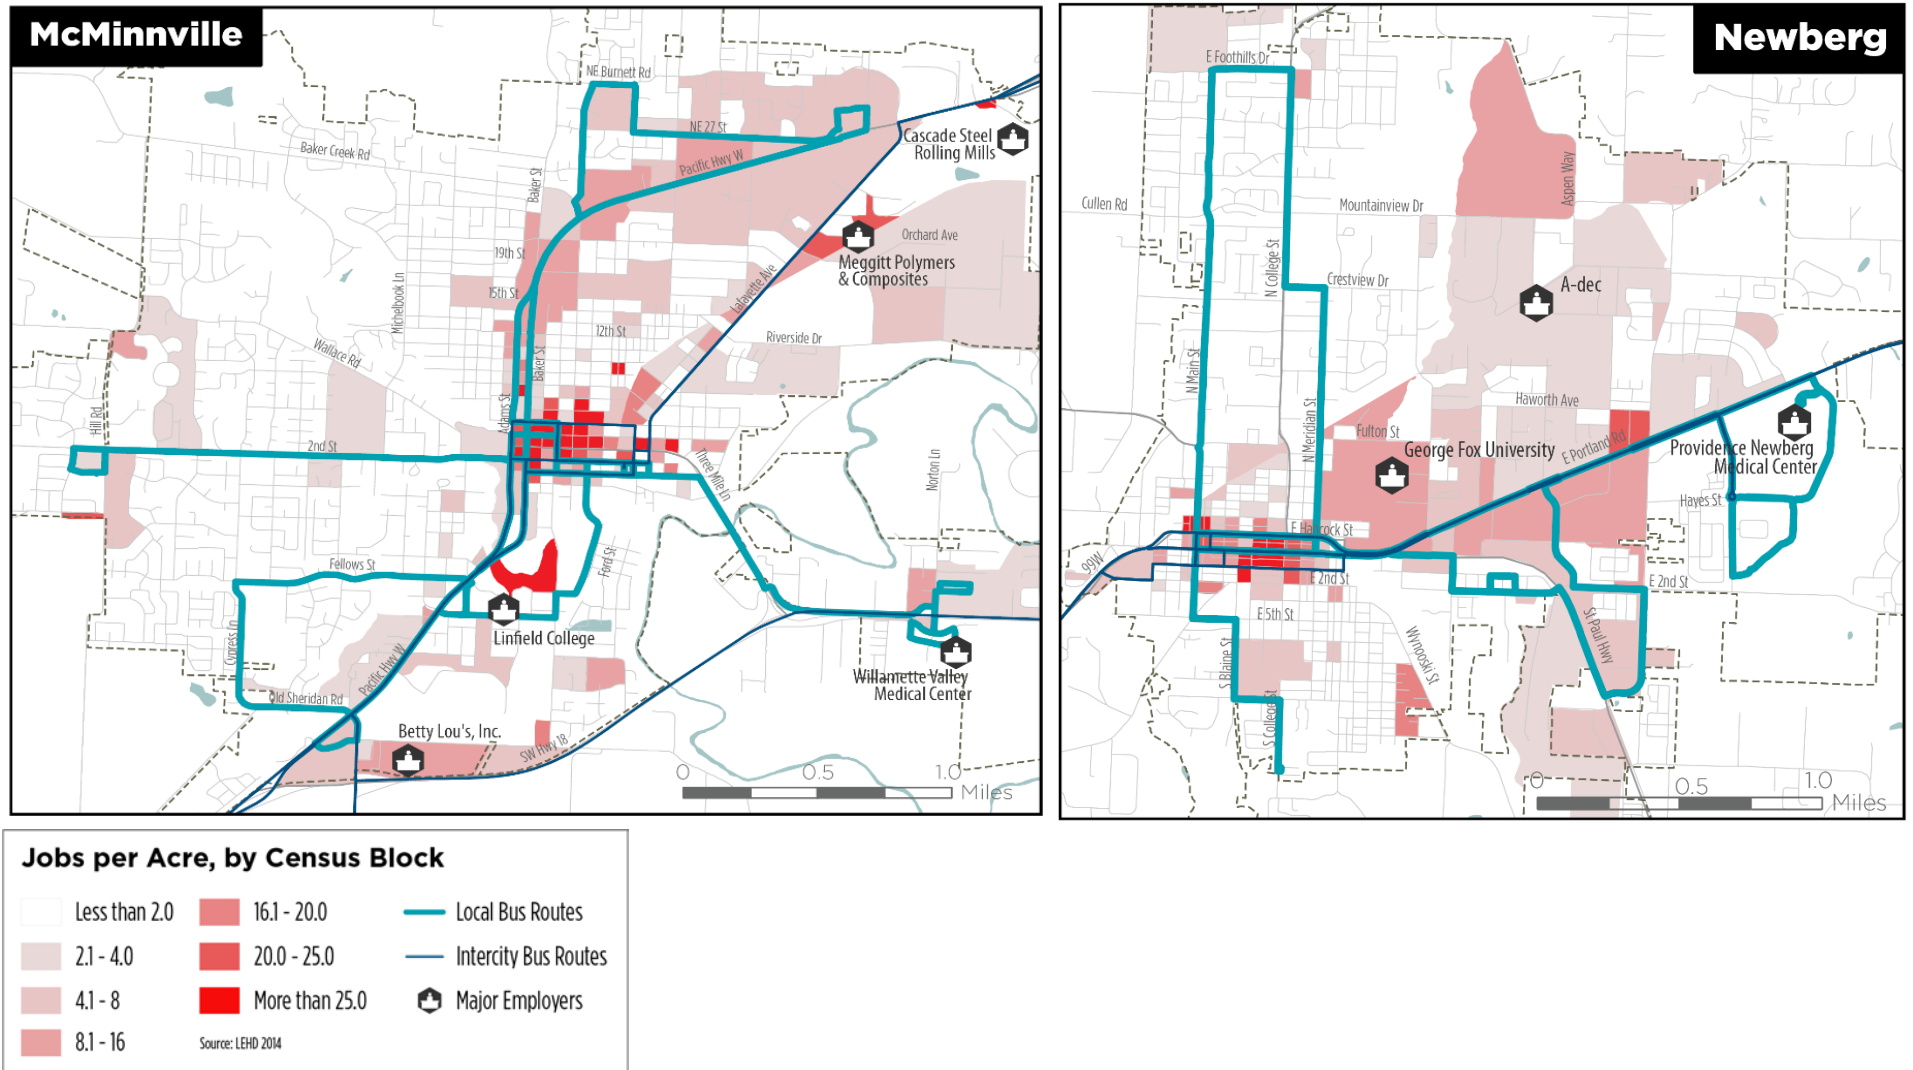 McMinnville
NE Burnett Rd
NE 27 St
Baker Creek Rd
Pacific Hwy W
Cascade Steel
Rolling Mills
Baker St
Orchard Ave
19th St
Meggitt Polymers
& Composites
15th St
Michelbook Ln
Lafayette Ave
12th St
Riverside Dr
Wallace Rd
Baker St
Adams St
Hill Rd
2nd St
Three Mile Ln
Norton Ln
Fellows St
Ford St
Linfield College
Cypress Ln
Pacific Hwy W
Willamette Valley
Medical Center
Old Sheridan Rd
Betty Lou's, Inc.
SW Hwy 18
0 0.5 1.0
Miles
Newberg
E Foothills Dr
Aspen Way
Cullen Rd
Mountainview Dr
N College St
Crestview Dr
A-dec
N Main St
Haworth Ave
N Meridian St
Fulton St
George Fox University
E Portland Rd
Providence Newberg
Medical Center
Hayes St
E Hancock St
99W
E 2nd St
E 2nd St
E 5th St
St Paul Hwy
Wynooski St
S Blaine St
S College St
0 0.5 1.0
Miles
Jobs per Acre, by Census Block
Less than 2.0
2.1 - 4.0
4.1 - 8
8.1 - 16
16.1 - 20.0
20.0 - 25.0
More than 25.0
Source: LEHD 2014
Local Bus Routes
Intercity Bus Routes
Major Employers